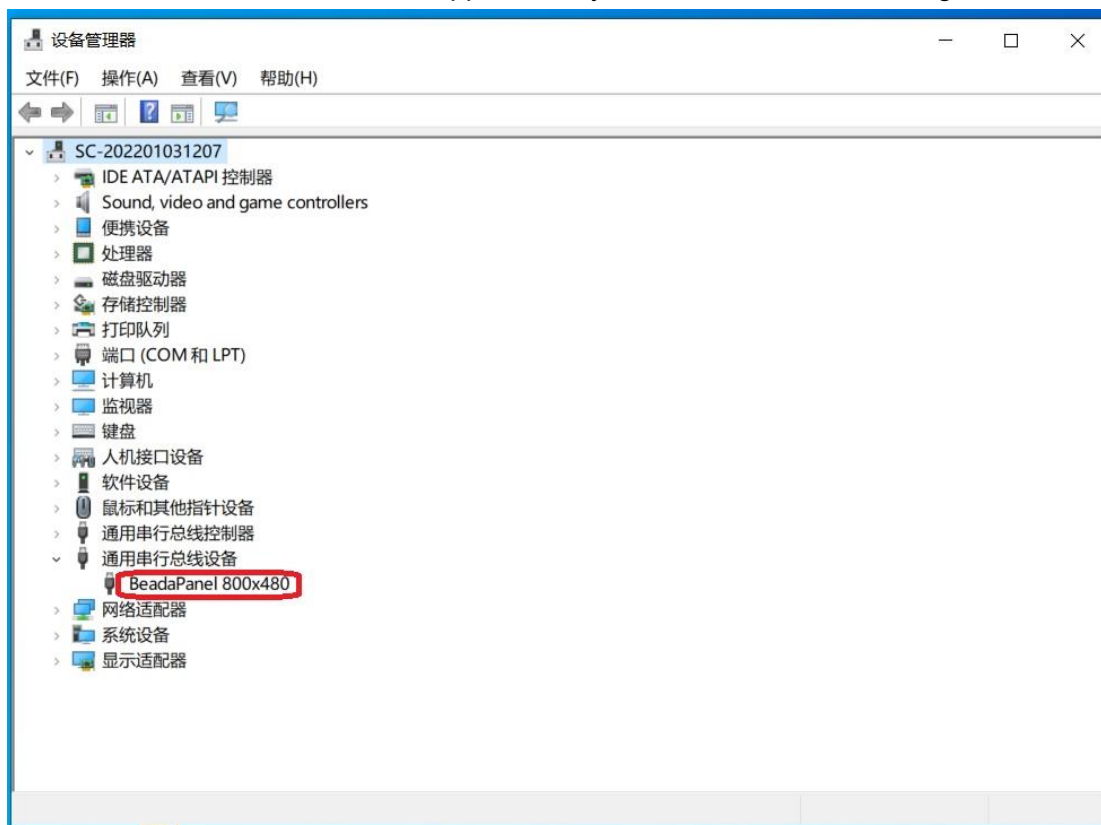 设备管理器
文件(F) 操作(A) 查看(V) 帮助(H)
SC-202201031207
IDE ATA/ATAPI 控制器
Sound, video and game controllers
便携设备
处理器
磁盘驱动器
存储控制器
打印队列
端口 (COM 和 LPT)
计算机
监视器
键盘
人机接口设备
软件设备
鼠标和其他指针设备
通用串行总线控制器
通用串行总线设备
BeadaPanel 800x480
网络适配器
系统设备
显示适配器